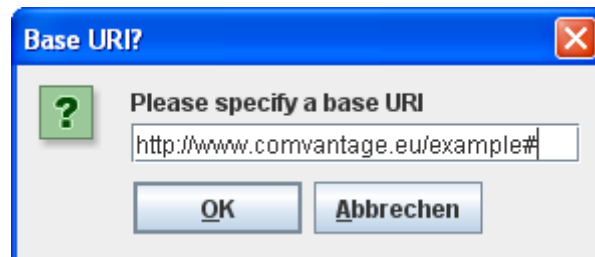 Base URI?
?
Please specify a base URI
http://www.comvantage.eu/example#
OK
Abbrechen